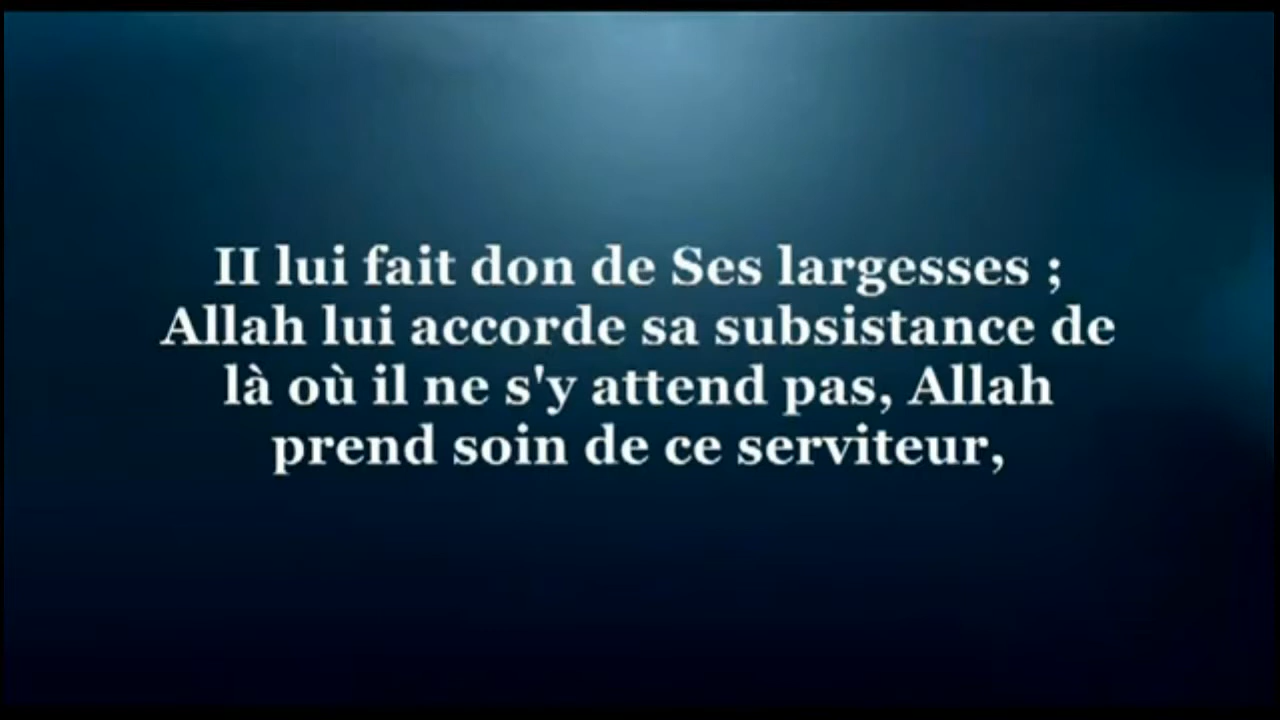 II lui fait don de Ses largesses ;
Allah lui accorde sa subsistance de
là où il ne s'y attend pas, Allah
prend soin de ce serviteur,